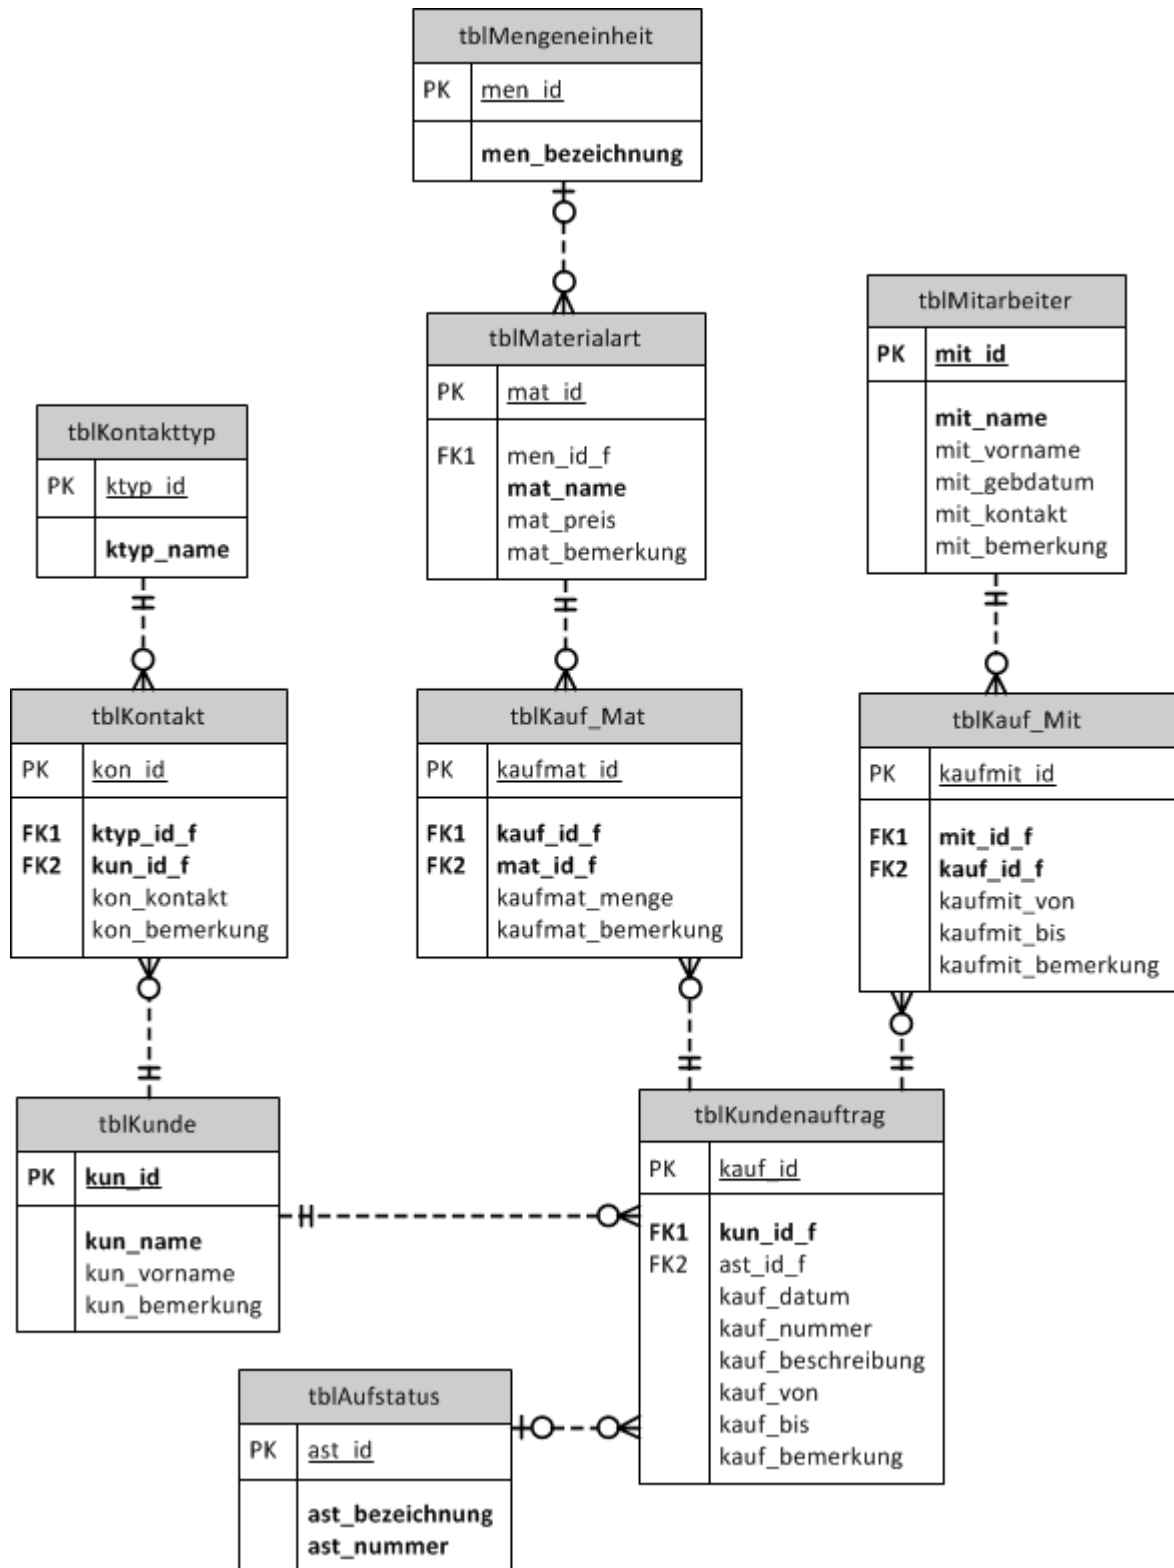 tblMengeneinheit
PK men_id
men_bezeichnung
tblMaterialart
PK mat_id
FK1 men_id_f
mat_name
mat_preis
mat_bemerkung
tblMitarbeiter
PK mit_id
mit_name
mit_vorname
mit_gebdatum
mit_kontakt
mit_bemerkung
tblKontakttyp
PK ktyp_id
ktyp_name
tblKontakt
PK kon_id
FK1 ktyp_id_f
FK2 kun_id_f
kon_kontakt
kon_bemerkung
tblKauf_Mat
PK kaufmat_id
FK1 kauf_id_f
FK2 mat_id_f
kaufmat_menge
kaufmat_bemerkung
tblKauf_Mit
PK kaufmit_id
FK1 mit_id_f
FK2 kauf_id_f
kaufmit_von
kaufmit_bis
kaufmit_bemerkung
tblKunde
PK kun_id
kun_name
kun_vorname
kun_bemerkung
tblKundenauftrag
PK kauf_id
FK1 kun_id_f
FK2 ast_id_f
kauf_datum
kauf_nummer
kauf_beschreibung
kauf_von
kauf_bis
kauf_bemerkung
tblAufstatus
PK ast_id
ast_bezeichnung
ast_nummer